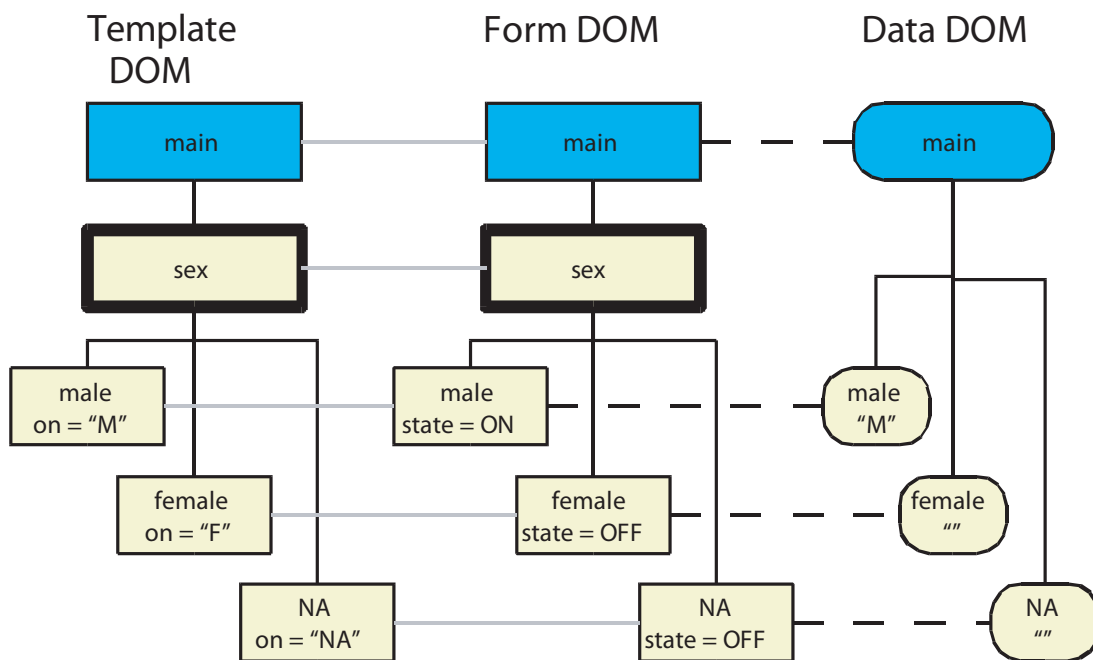 Template
DOM
Form DOM
Data DOM
main
main
main
sex
sex
male
on = “M”
male
state = ON
male
“M”
female
on = “F”
female
state = OFF
female
“”
NA
on = “NA”
NA
state = OFF
NA
“”